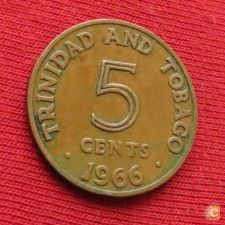 TRINIDAD AND TOBAGO
5
CENTS
· 1966 ·